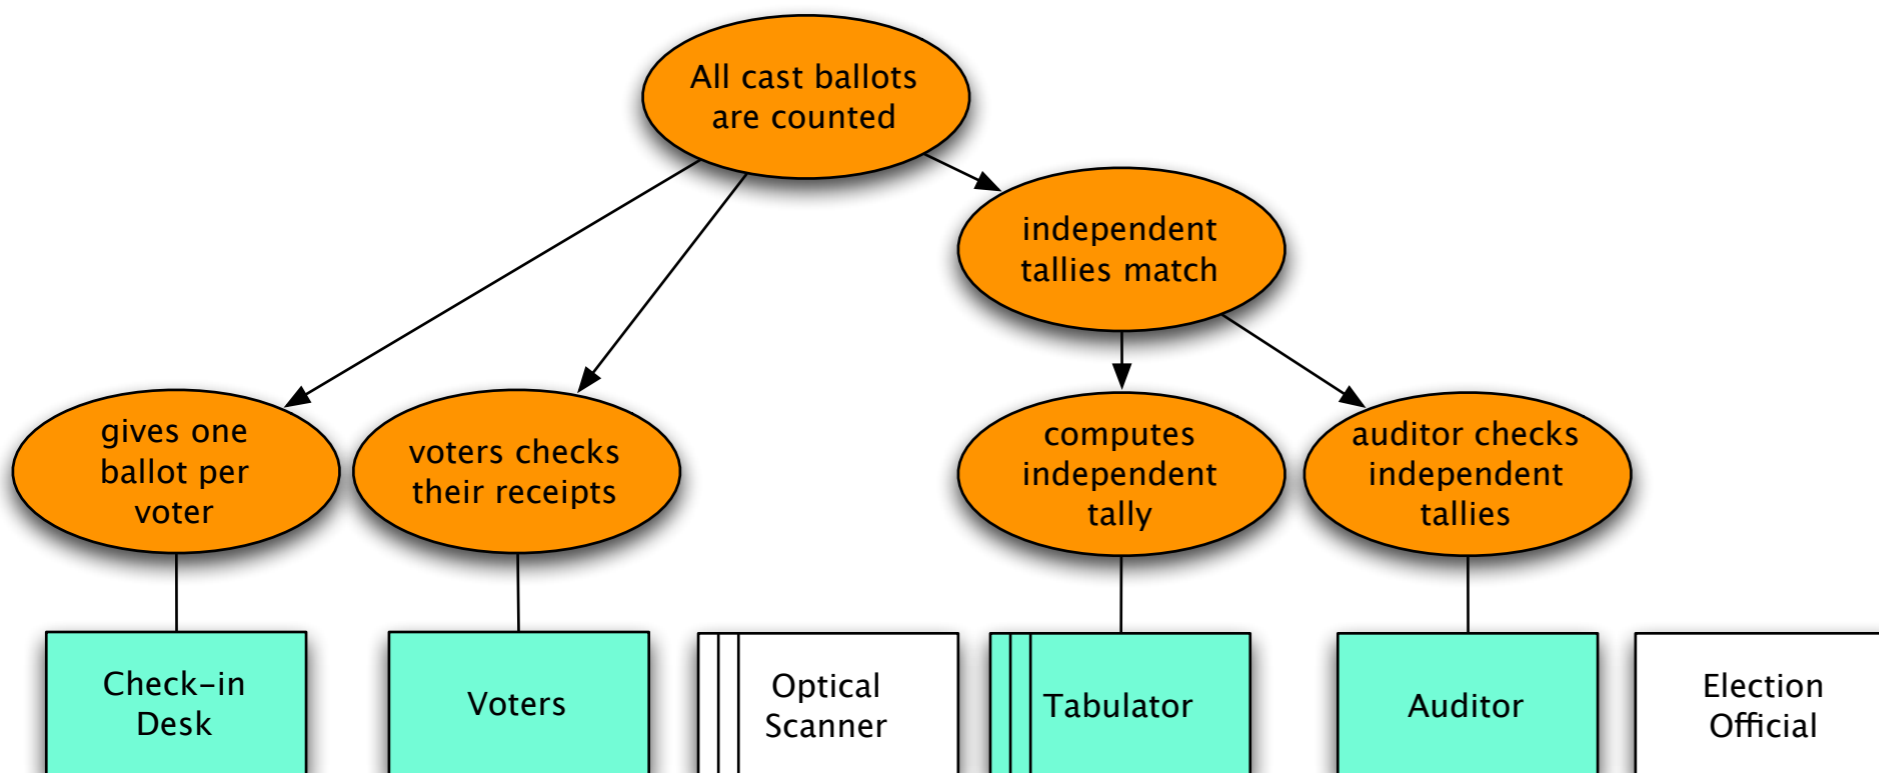 All cast ballots
are counted
independent
tallies match
gives one
ballot per
voter
voters checks
their receipts
computes
independent
tally
auditor checks
independent
tallies
Check-in
Desk
Voters
Optical
Scanner
Tabulator
Auditor
Election
Official